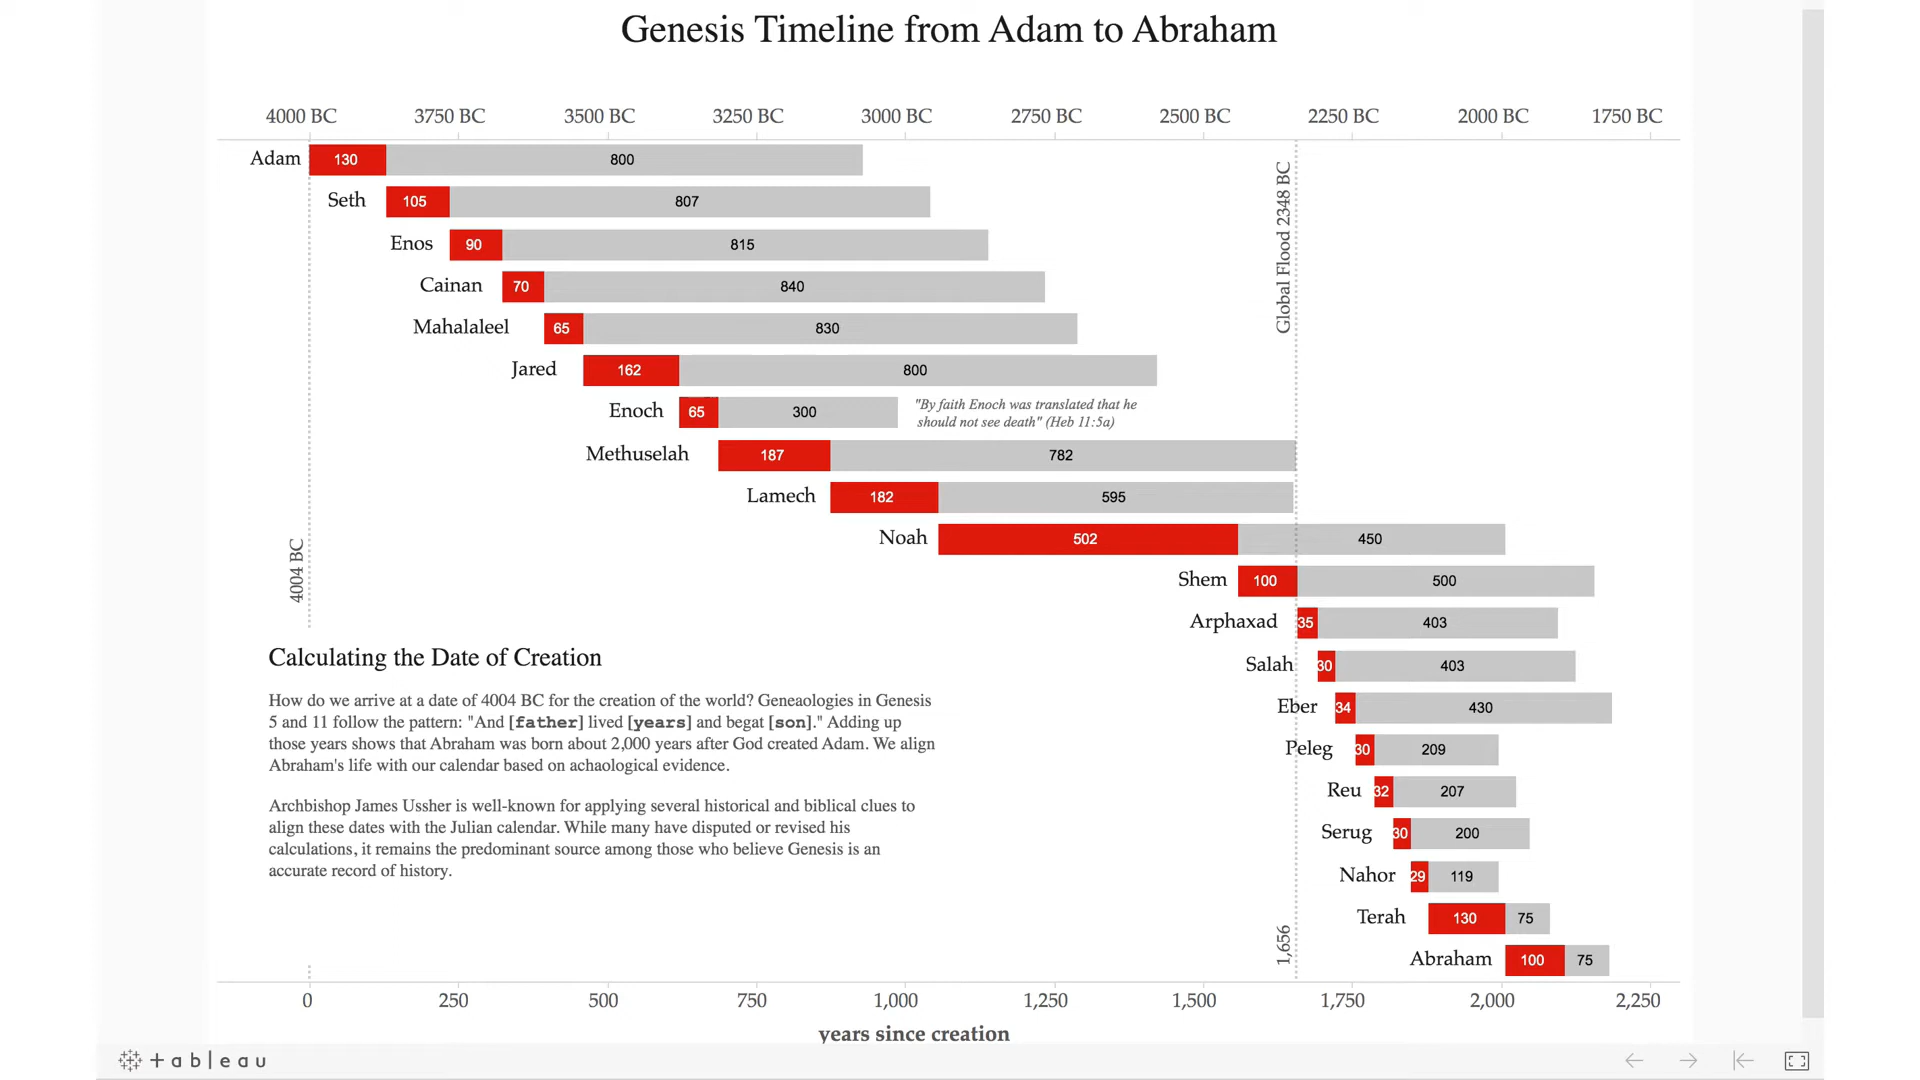 Genesis Timeline from Adam to Abraham
4000 BC 3750 BC 3500 BC 3250 BC 3000 BC 2750 BC 2500 BC 2250 BC 2000 BC 1750 BC
Adam 130 800
Seth 105 807
Enos 90 815
Cainan 70 840
Mahalaleel 65 830
Jared 162 800
Enoch 65 300
"By faith Enoch was translated that he
should not see death" (Heb 11:5a)
Methuselah 187 782
Lamech 182 595
Noah 502 450
Shem 100 500
Arphaxad 35 403
Salah 30 403
Eber 34 430
Peleg 30 209
Reu 32 207
Serug 30 200
Nahor 29 119
Terah 130 75
Abraham 100 75
Global Flood 2348 BC
1,656
4004 BC
Calculating the Date of Creation
How do we arrive at a date of 4004 BC for the creation of the world? Geneaologies in Genesis
5 and 11 follow the pattern: "And [father] lived [years] and begat [son]." Adding up
those years shows that Abraham was born about 2,000 years after God created Adam. We align
Abraham's life with our calendar based on achaological evidence.
Archbishop James Ussher is well-known for applying several historical and biblical clues to
align these dates with the Julian calendar. While many have disputed or revised his
calculations, it remains the predominant source among those who believe Genesis is an
accurate record of history.
0 250 500 750 1,000 1,250 1,500 1,750 2,000 2,250
years since creation
+ableau